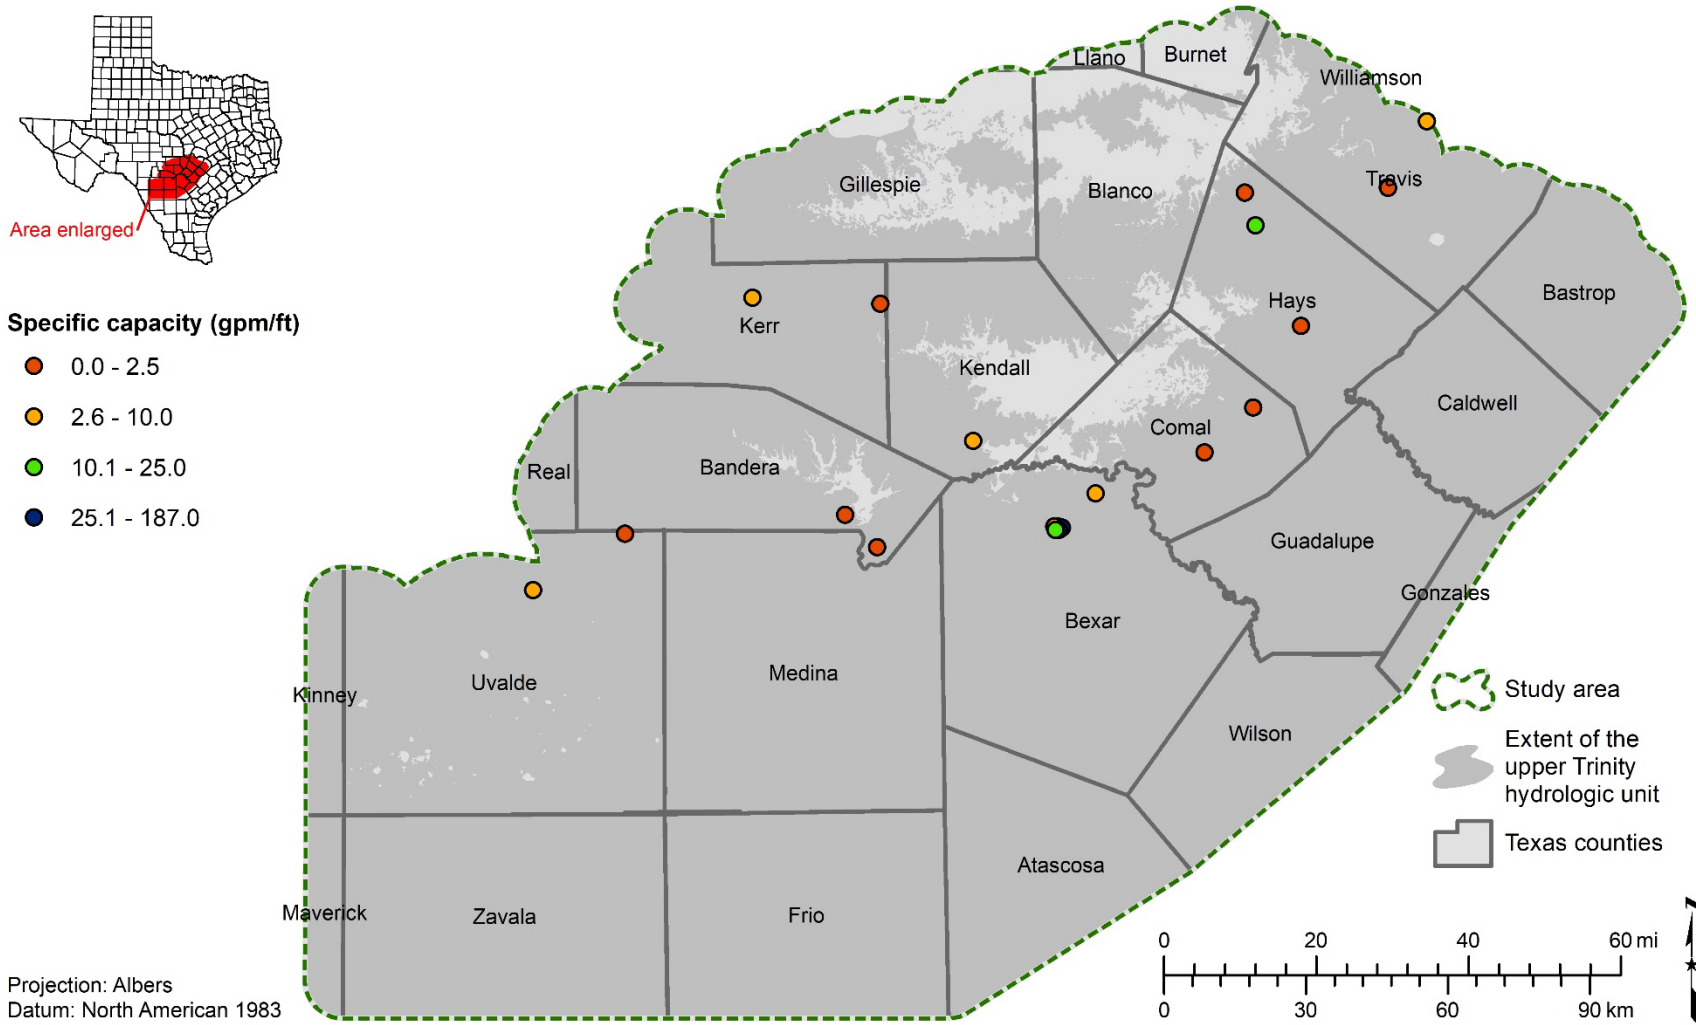 Area enlarged
Specific capacity (gpm/ft)
0.0 - 2.5
2.6 - 10.0
10.1 - 25.0
25.1 - 187.0
Llano
Burnet
Williamson
Gillespie
Blanco
Travis
Hays
Bastrop
Kerr
Kendall
Comal
Caldwell
Real
Bandera
Guadalupe
Gonzales
Bexar
Kinney
Uvalde
Medina
Wilson
Maverick
Zavala
Frio
Atascosa
Study area
Extent of the
upper Trinity
hydrologic unit
Texas counties
0 20 40 60 mi
0 30 60 90 km
Projection: Albers
Datum: North American 1983